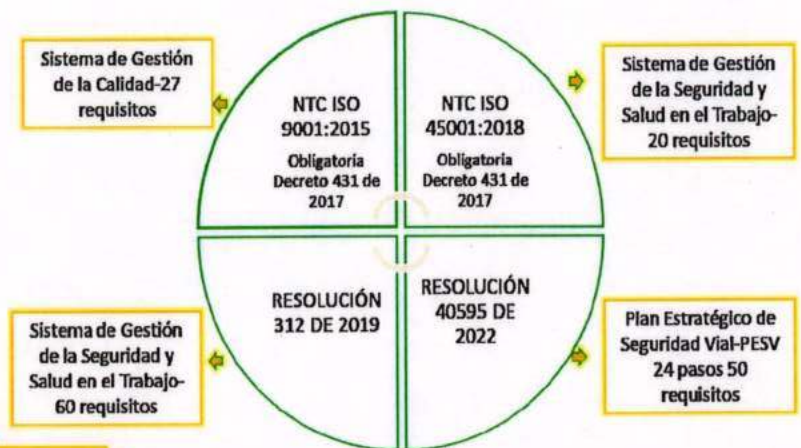 Sistema de Gestión
de la Calidad-27
requisitos
NTC ISO
9001:2015
Obligatoria
Decreto 431 de
2017
NTC ISO
45001:2018
Obligatoria
Decreto 431 de
2017
Sistema de Gestión
de la Seguridad y
Salud en el Trabajo-
20 requisitos
Sistema de Gestión
de la Seguridad y
Salud en el Trabajo-
60 requisitos
RESOLUCIÓN
312 DE 2019
RESOLUCIÓN
40595 DE
2022
Plan Estratégico de
Seguridad Vial-PESV
24 pasos 50
requisitos